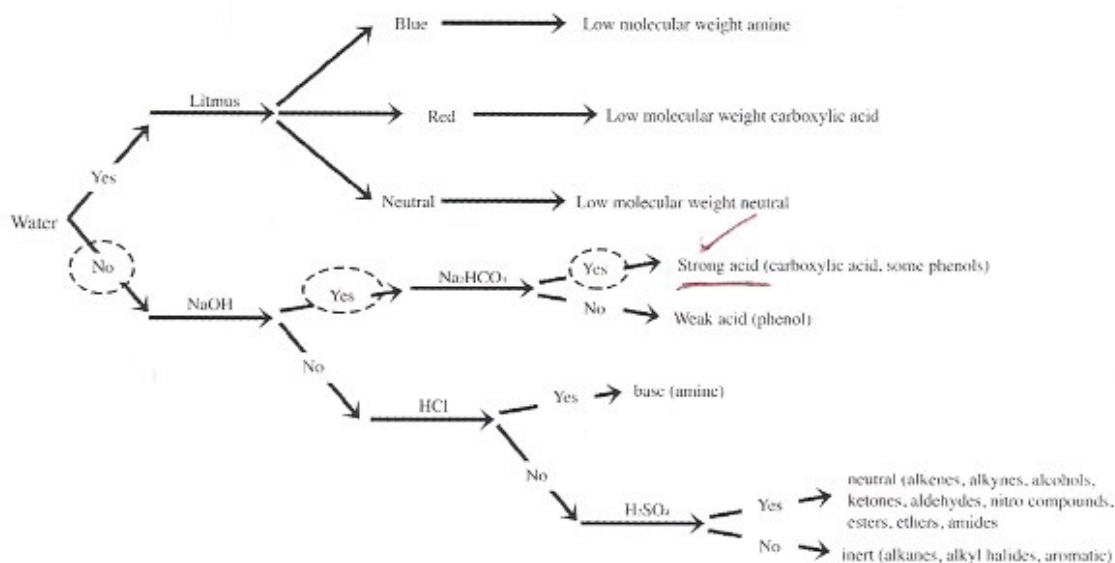 Blue
Low molecular weight amine
Litmus
Red
Low molecular weight carboxylic acid
Yes
Neutral
Low molecular weight neutral
Water
No
NaOH
Yes
Na₂HCO₃
Yes
Strong acid (carboxylic acid, some phenols)
No
Weak acid (phenol)
No
HCl
Yes
base (amine)
No
H₂SO₄
Yes
neutral (alkenes, alkynes, alcohols,
ketones, aldehydes, nitro compounds,
esters, ethers, amides
No
inert (alkanes, alkyl halides, aromatic)